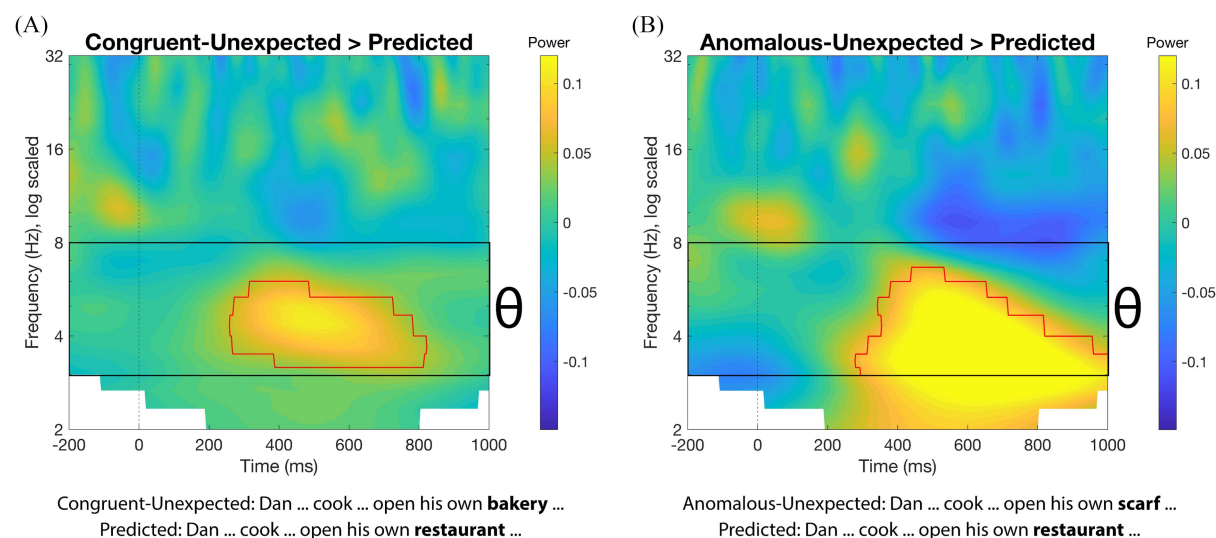 (A)
Congruent-Unexpected > Predicted
Power
32
16
8
4
2
Frequency (Hz), log scaled
-200 0 200 400 600 800 1000
Time (ms)
0.1
0.05
0
-0.05
-0.1
θ
Congruent-Unexpected: Dan ... cook ... open his own bakery ...
Predicted: Dan ... cook ... open his own restaurant ...
(B)
Anomalous-Unexpected > Predicted
Power
32
16
8
4
2
Frequency (Hz), log scaled
-200 0 200 400 600 800 1000
Time (ms)
0.1
0.05
0
-0.05
-0.1
θ
Anomalous-Unexpected: Dan ... cook ... open his own scarf ...
Predicted: Dan ... cook ... open his own restaurant ...